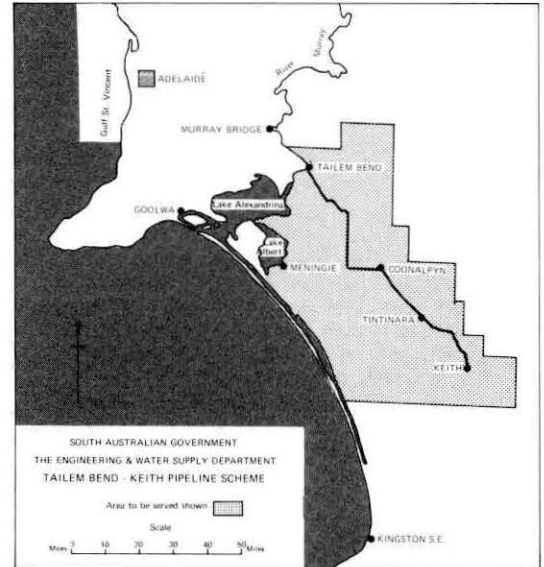 Gulf St. Vincent
ADELAIDE
River Murray
MURRAY BRIDGE
TAILEM BEND
GOOLWA
Lake Alexandrina
Lake Albert
MENINGIE
COONALPYN
TINTINARA
KEITH
SOUTH AUSTRALIAN GOVERNMENT
THE ENGINEERING & WATER SUPPLY DEPARTMENT
TAILEM BEND - KEITH PIPELINE SCHEME
Area to be served shown
Scale
Miles 5 0 10 20 30 40 50 Miles
KINGSTON S.E.